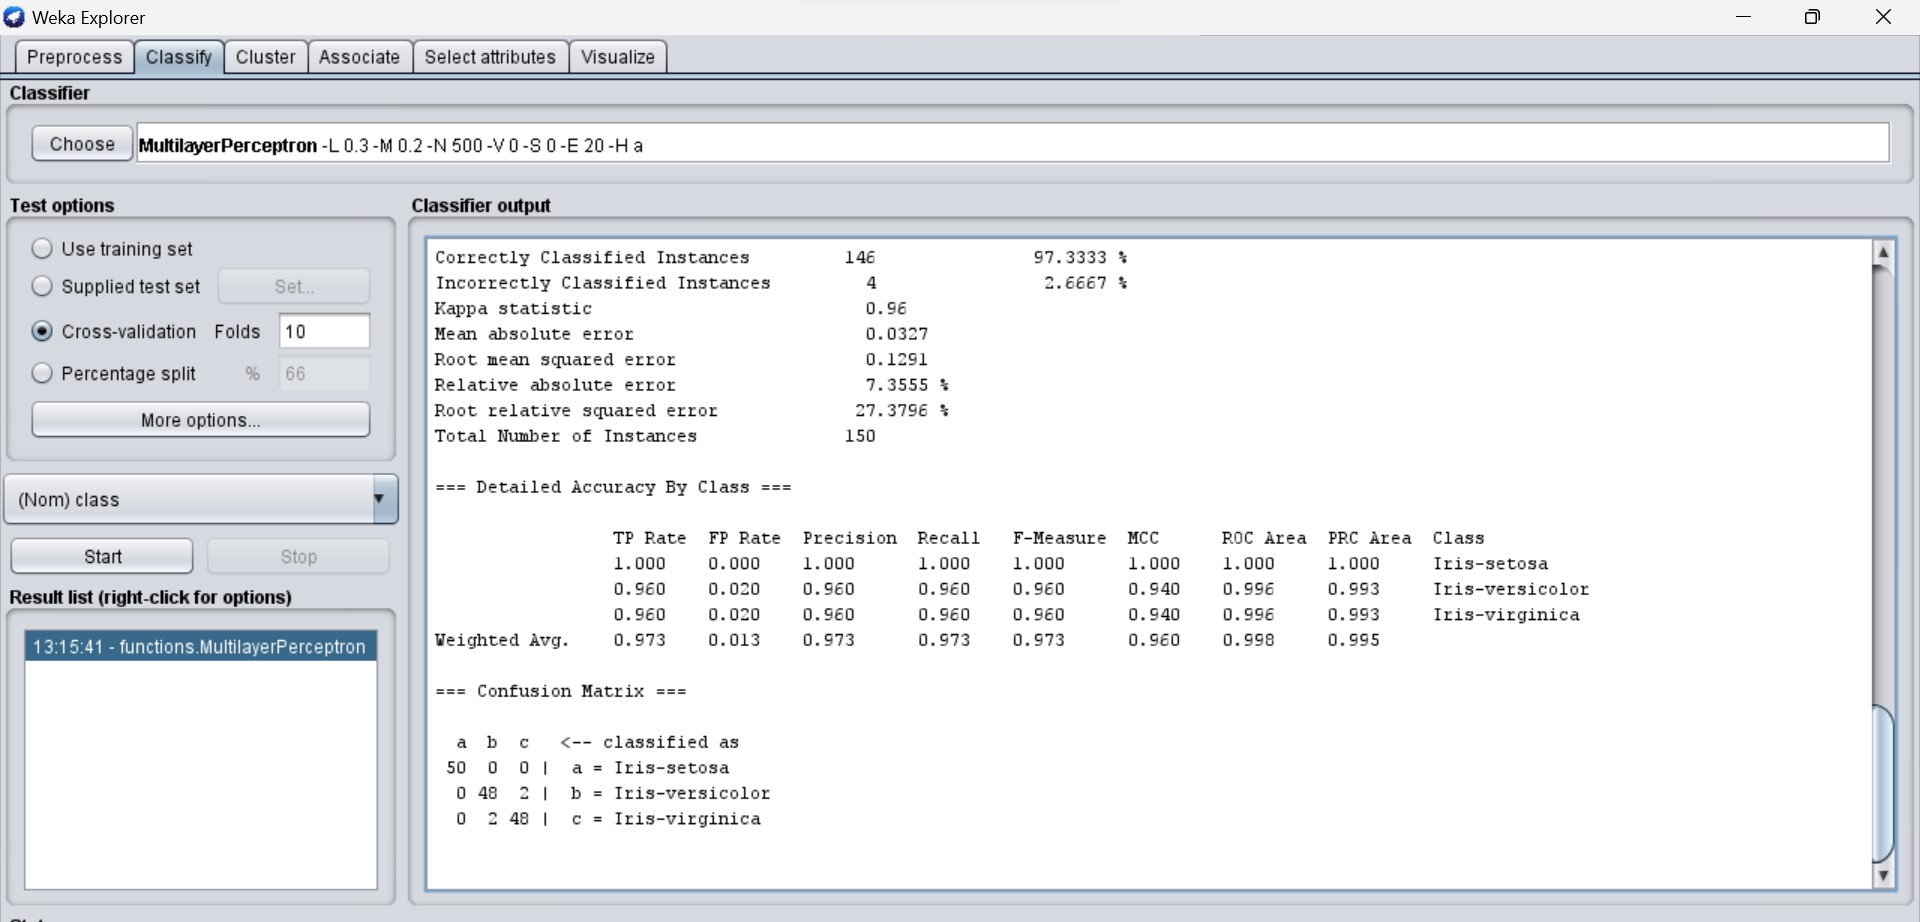 Weka Explorer
Preprocess Classify Cluster Associate Select attributes Visualize
Classifier
Choose MultilayerPerceptron -L 0.3 -M 0.2 -N 500 -V 0 -S 0 -E 20 -H a
Test options
Use training set
Supplied test set Set...
Cross-validation Folds 10
Percentage split % 66
More options...
(Nom) class
Start Stop
Result list (right-click for options)
13:15:41 - functions.MultilayerPerceptron
Classifier output
Correctly Classified Instances 146 97.3333 %
Incorrectly Classified Instances 4 2.6667 %
Kappa statistic 0.96
Mean absolute error 0.0327
Root mean squared error 0.1291
Relative absolute error 7.3555 %
Root relative squared error 27.3796 %
Total Number of Instances 150
=== Detailed Accuracy By Class ===
TP Rate FP Rate Precision Recall F-Measure MCC ROC Area PRC Area Class
1.000 0.000 1.000 1.000 1.000 1.000 1.000 1.000 Iris-setosa
0.960 0.020 0.960 0.960 0.960 0.940 0.996 0.993 Iris-versicolor
0.960 0.020 0.960 0.960 0.960 0.940 0.996 0.993 Iris-virginica
Weighted Avg. 0.973 0.013 0.973 0.973 0.973 0.960 0.998 0.995
=== Confusion Matrix ===
a b c <-- classified as
50 0 0 | a = Iris-setosa
0 48 2 | b = Iris-versicolor
0 2 48 | c = Iris-virginica